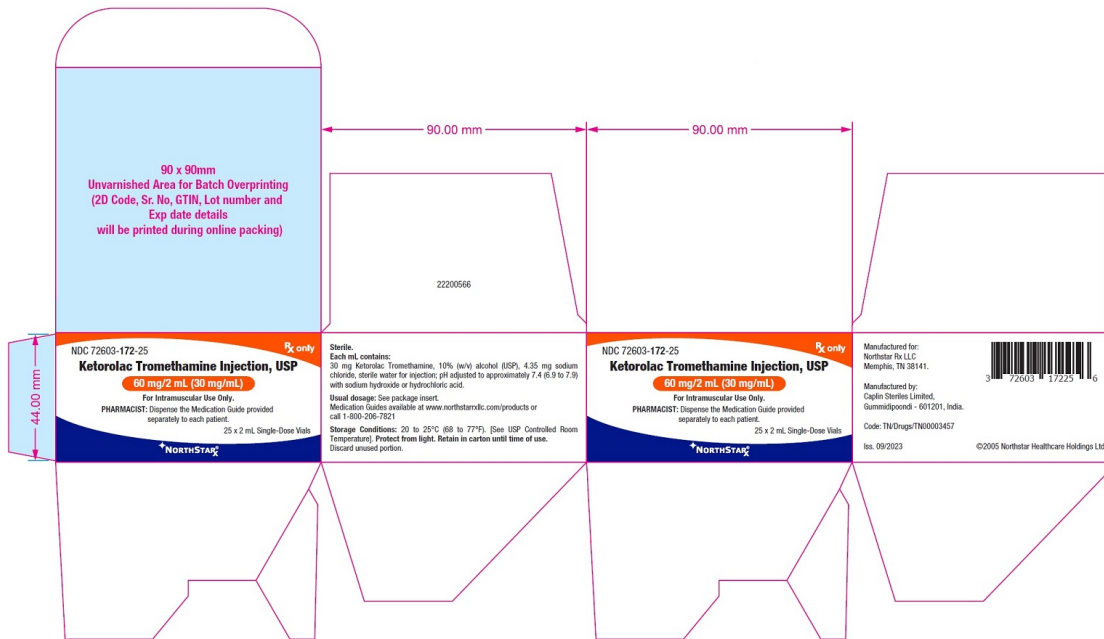 90 x 90mm
Unvarnished Area for Batch Overprinting
(2D Code, Sr. No, GTIN, Lot number and
Exp date details
will be printed during online packing)
90.00 mm
90.00 mm
22200566
44.00 mm
NDC 72603-172-25
Rx only
Ketorolac Tromethamine Injection, USP
60 mg/2 mL (30 mg/mL)
For Intramuscular Use Only.
PHARMACIST: Dispense the Medication Guide provided
separately to each patient.
25 x 2 mL Single-Dose Vials
NORTHSTAR Rx®
Sterile.
Each mL contains:
30 mg Ketorolac Tromethamine, 10% (w/v) alcohol (USP), 4.35 mg sodium
chloride, sterile water for injection; pH adjusted to approximately 7.4 (6.9 to 7.9)
with sodium hydroxide or hydrochloric acid.
Usual dosage: See package insert.
Medication Guides available at www.northstarrxllc.com/products or
call 1-800-206-7821
Storage Conditions: 20 to 25°C (68 to 77°F). [See USP Controlled Room
Temperature]. Protect from light. Retain in carton until time of use.
Discard unused portion.
NDC 72603-172-25
Rx only
Ketorolac Tromethamine Injection, USP
60 mg/2 mL (30 mg/mL)
For Intramuscular Use Only.
PHARMACIST: Dispense the Medication Guide provided
separately to each patient.
25 x 2 mL Single-Dose Vials
NORTHSTAR Rx®
Manufactured for:
Northstar Rx LLC
Memphis, TN 38141.
Manufactured by:
Caplin Steriles Limited,
Gummidipoondi - 601201, India.
Code: TN/Drugs/TN00003457
Iss. 09/2023
3 72603 17225 6
©2005 Northstar Healthcare Holdings Ltd